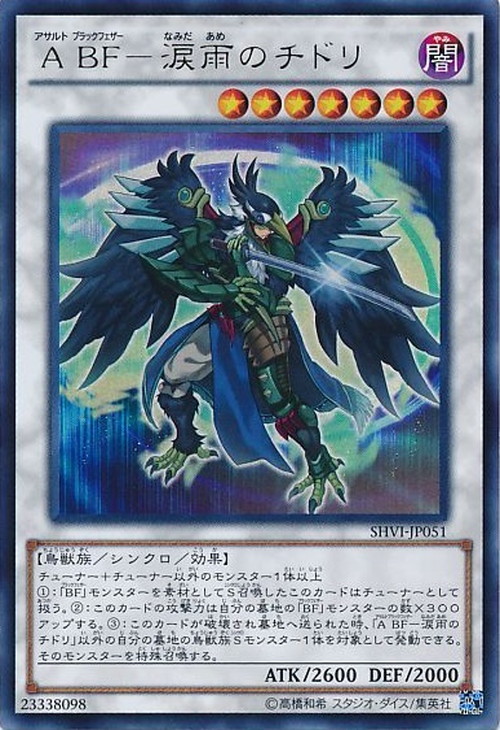 アサルト ブラックフェザー なみだ あめ
A BF－涙雨のチドリ
やみ
闇
SHVI-JP051
【鳥獣族／シンクロ／効果】
チューナー＋チューナー以外のモンスター1体以上
①：「BF」モンスターを素材としてS召喚したこのカードはチューナーとして
扱う。②：このカードの攻撃力は自分の墓地の「BF」モンスターの数×300
アップする。③：このカードが破壊され墓地へ送られた時、「A BF－涙雨の
チドリ」以外の自分の墓地の鳥獣族Sモンスター1体を対象として発動できる。
そのモンスターを特殊召喚する。
ATK/2600 DEF/2000
23338098
©高橋和希 スタジオ・ダイス/集英社